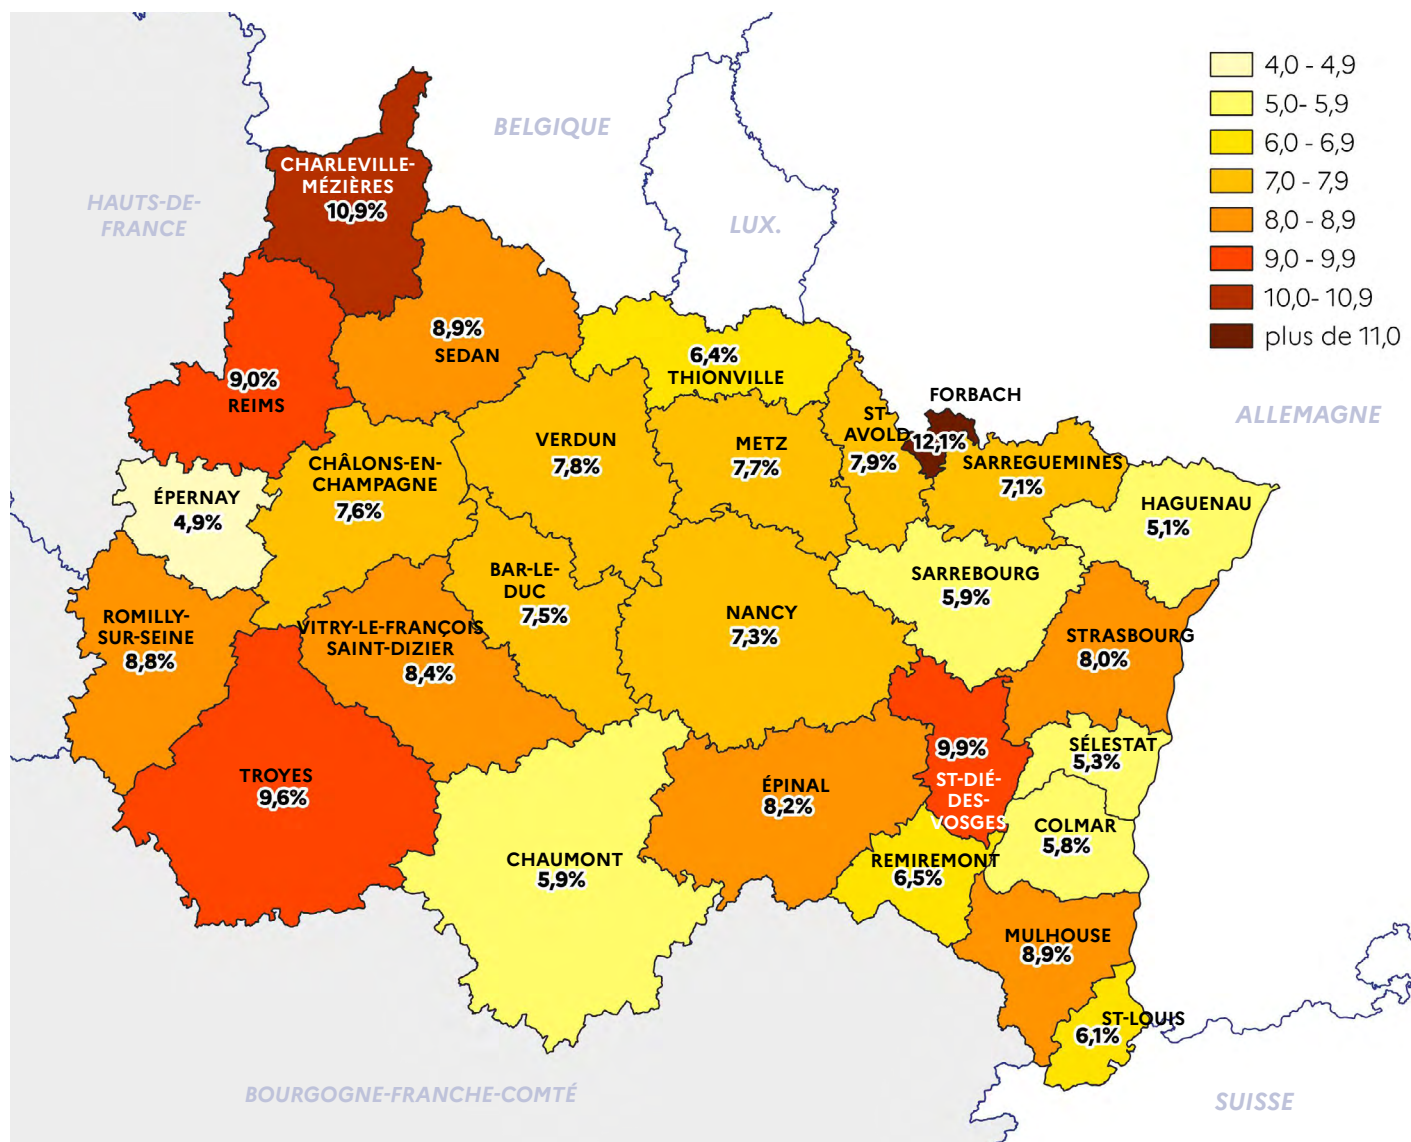 4,0 - 4,9
5,0- 5,9
6,0 - 6,9
7,0 - 7,9
8,0 - 8,9
9,0 - 9,9
10,0- 10,9
plus de 11,0
BELGIQUE
HAUTS-DE-
FRANCE
LUX.
ALLEMAGNE
CHARLEVILLE-
MÉZIÈRES
10,9%
8,9%
SEDAN
9,0%
REIMS
6,4%
THIONVILLE
FORBACH
12,1%
ST-
AVOLD
7,9%
VERDUN
7,8%
METZ
7,7%
SARREGUEMINES
7,1%
CHÂLONS-EN-
CHAMPAGNE
7,6%
ÉPERNAY
4,9%
HAGUENAU
5,1%
BAR-LE-
DUC
7,5%
SARREBOURG
5,9%
NANCY
7,3%
ROMILLY-
SUR-SEINE
8,8%
VITRY-LE-FRANÇOIS
SAINT-DIZIER
8,4%
STRASBOURG
8,0%
9,9%
ST-DIÉ-
DES-
VOSGES
SÉLESTAT
5,3%
TROYES
9,6%
ÉPINAL
8,2%
COLMAR
5,8%
CHAUMONT
5,9%
REMIREMONT
6,5%
MULHOUSE
8,9%
ST-LOUIS
6,1%
BOURGOGNE-FRANCHE-COMTÉ
SUISSE